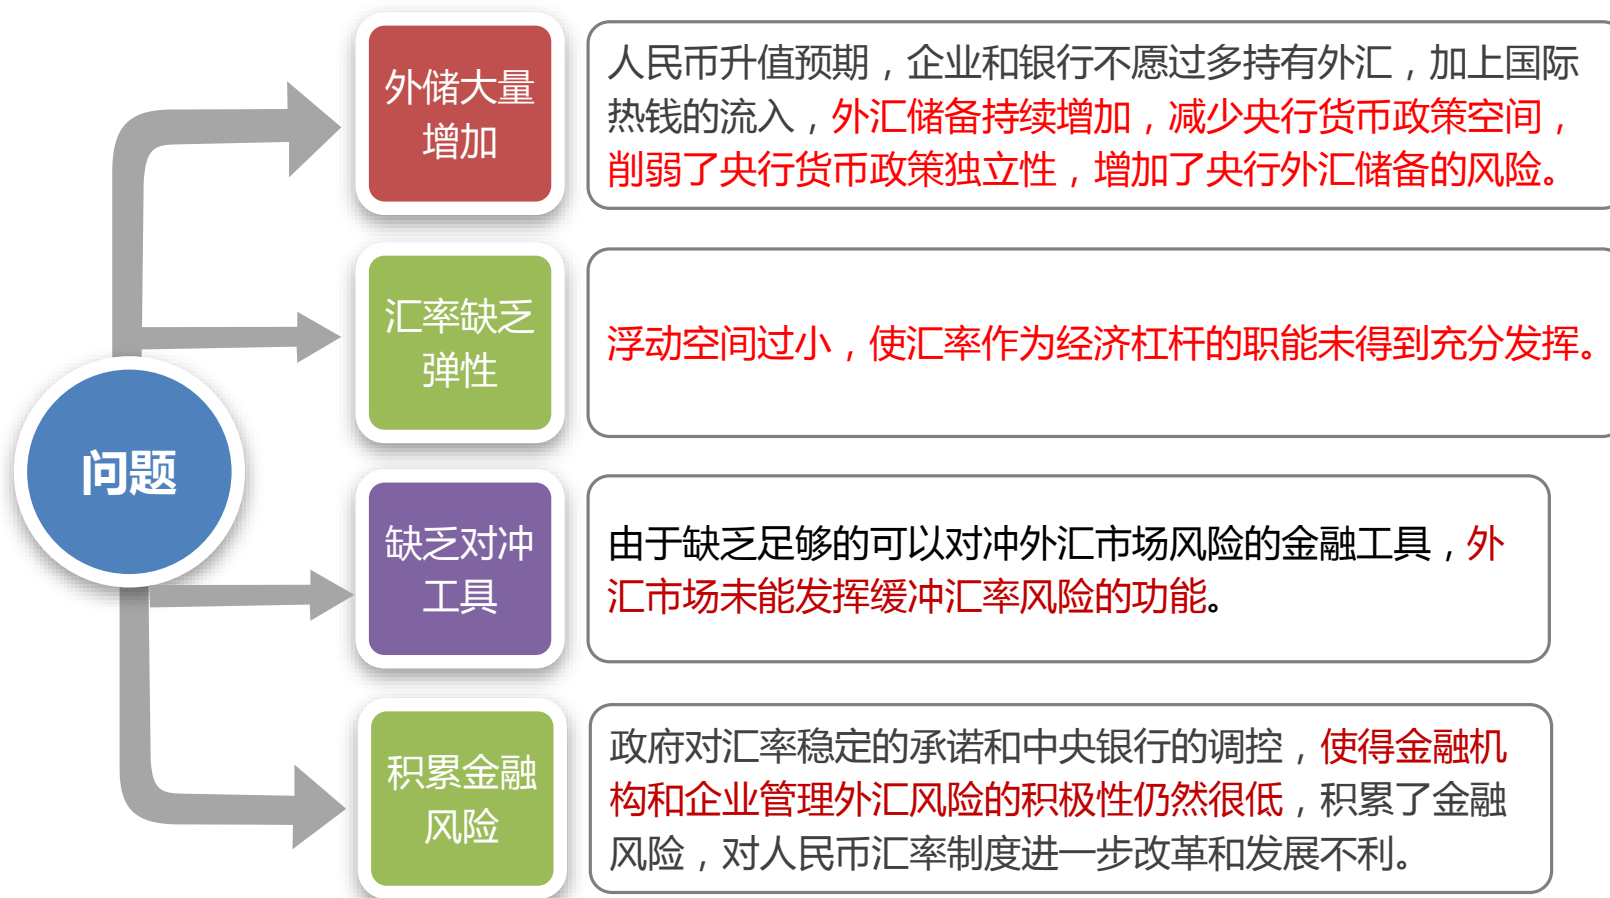 问题
外储大量
增加
人民币升值预期，企业和银行不愿过多持有外汇，加上国际
热钱的流入，外汇储备持续增加，减少央行货币政策空间，
削弱了央行货币政策独立性，增加了央行外汇储备的风险。
汇率缺乏
弹性
浮动空间过小，使汇率作为经济杠杆的职能未得到充分发挥。
缺乏对冲
工具
由于缺乏足够的可以对冲外汇市场风险的金融工具，外
汇市场未能发挥缓冲汇率风险的功能。
积累金融
风险
政府对汇率稳定的承诺和中央银行的调控，使得金融机
构和企业管理外汇风险的积极性仍然很低，积累了金融
风险，对人民币汇率制度进一步改革和发展不利。